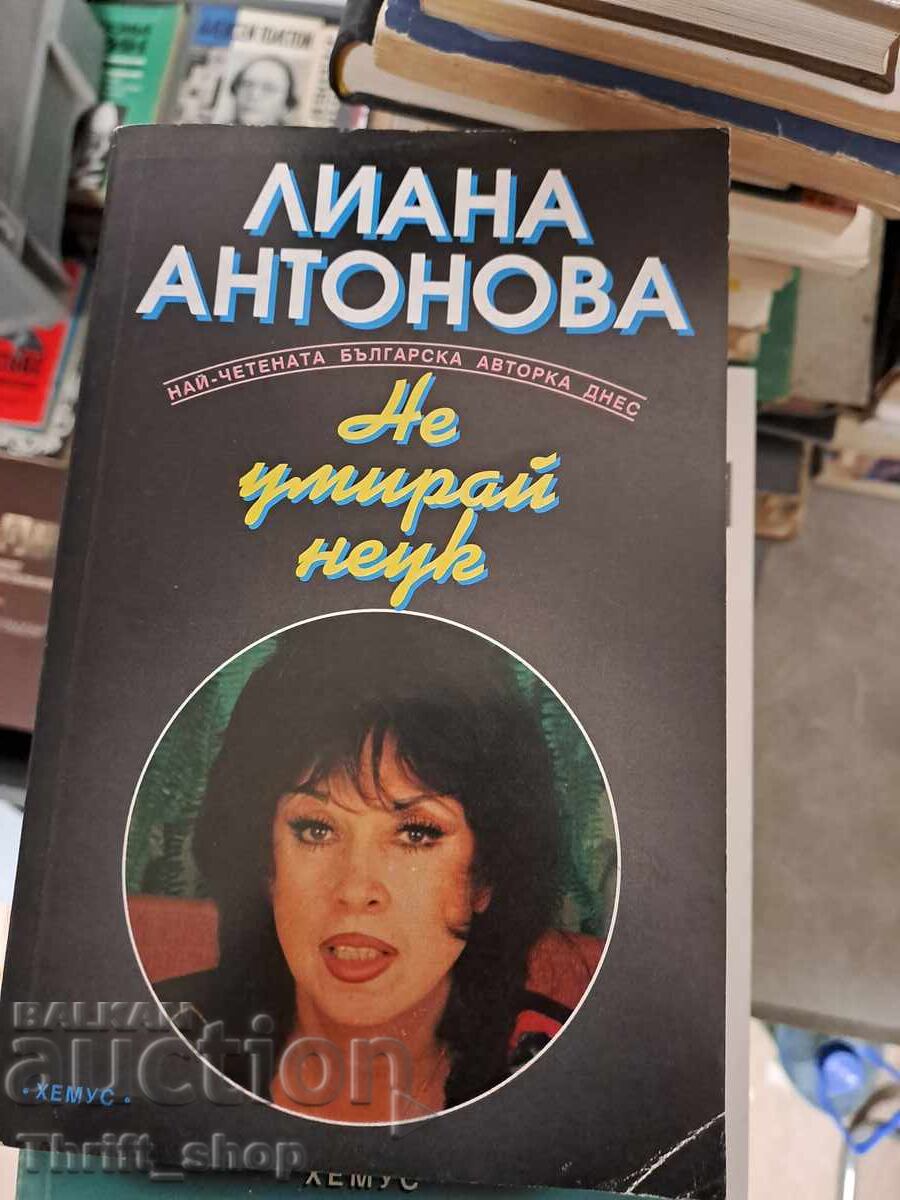 ЛИАНА
АНТОНОВА
НАЙ-ЧЕТЕНАТА БЪЛГАРСКА АВТОРКА ДНЕС
Не
умирай
неук
BALKAN
auction
• ХЕМУС •
Thrift_shop
ХЕМУС